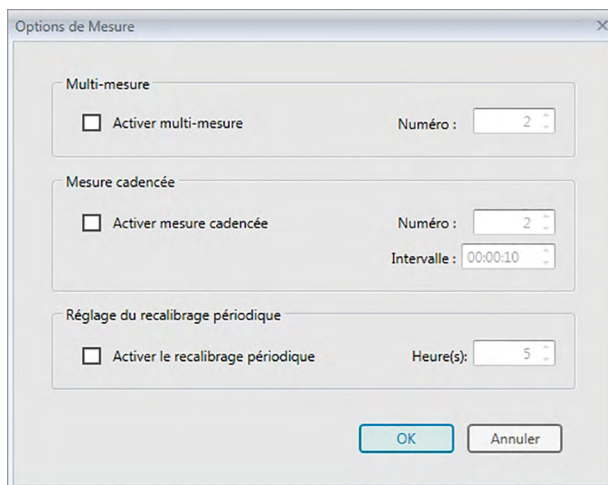 Options de Mesure
Multi-mesure
Activer multi-mesure Numéro : 2
Mesure cadencée
Activer mesure cadencée Numéro : 2
Intervalle : 00:00:10
Réglage du recalibrage périodique
Activer le recalibrage périodique Heure(s): 5
OK Annuler